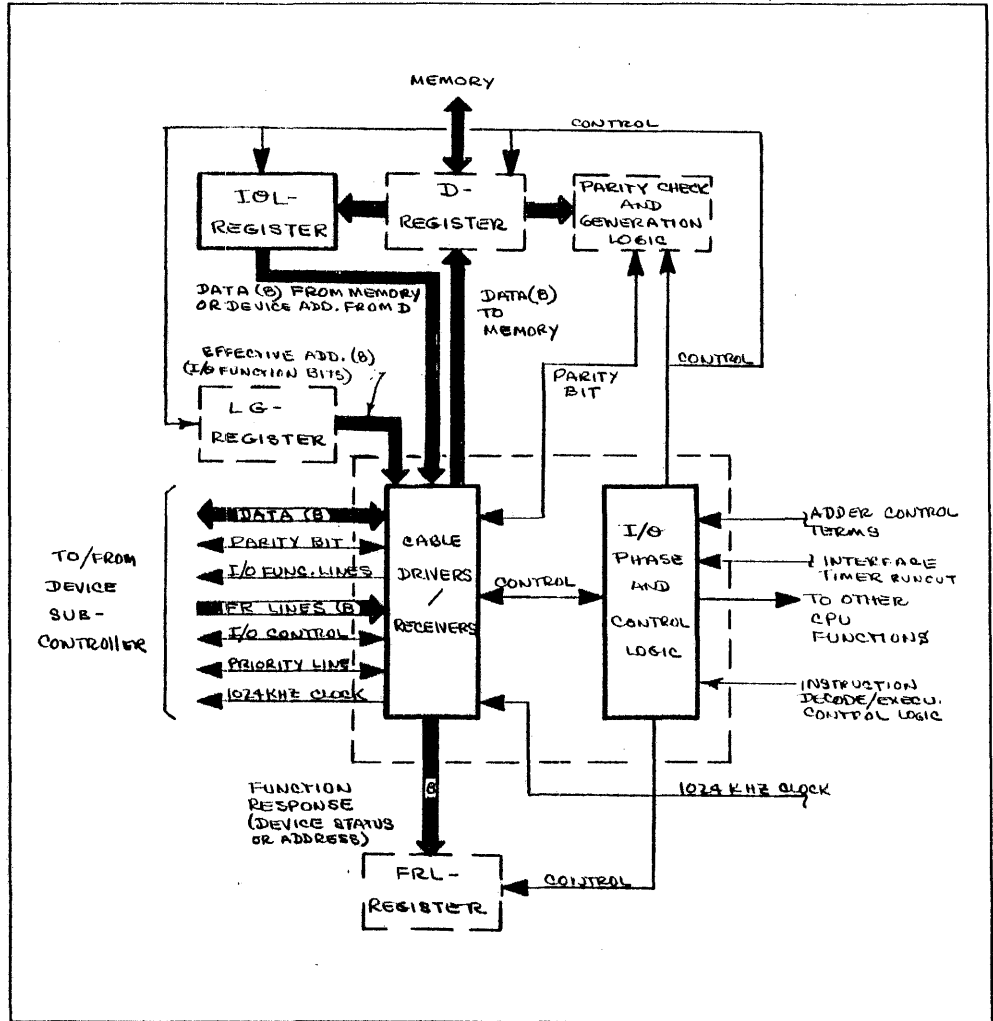 MEMORY
CONTROL
IOL-
REGISTER
D-
REGISTER
PARITY CHECK
AND
GENERATION
LOGIC
DATA (8) FROM MEMORY
OR DEVICE ADD. FROM D
DATA (8)
TO
MEMORY
EFFECTIVE ADD. (8)
(I/O FUNCTION BITS)
CONTROL
PARITY
BIT
LG-
REGISTER
TO/FROM
DEVICE
SUB-
CONTROLLER
DATA (8)
PARITY BIT
I/O FUNC. LINES
FR LINES (8)
I/O CONTROL
PRIORITY LINE
1024 KHZ CLOCK
CABLE
DRIVERS
/
RECEIVERS
CONTROL
I/O
PHASE
AND
CONTROL
LOGIC
ADDER CONTROL
TERMS
INTERFACE
TIMER RUNOUT
TO OTHER
CPU
FUNCTIONS
INSTRUCTION
DECODE/EXECU.
CONTROL LOGIC
1024 KHZ CLOCK
FUNCTION
RESPONSE
(DEVICE STATUS
OR ADDRESS)
8
FRL-
REGISTER
CONTROL